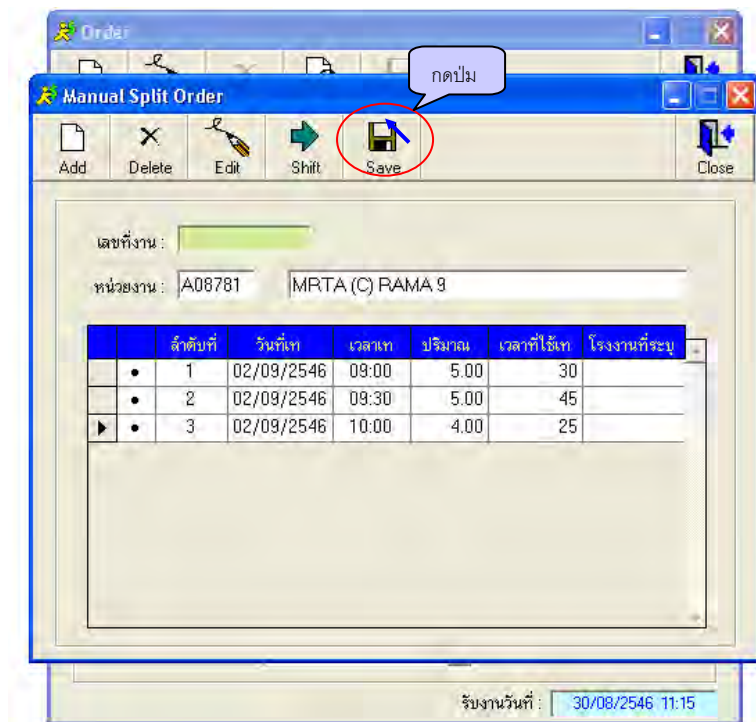 Order
กดปุ่ม
Manual Split Order
Add Delete Edit Shift Save Close
เลขที่งาน :
หน่วยงาน : A08781 MRTA (C) RAMA 9
ลำดับที่ วันที่เท เวลาเท ปริมาณ เวลาที่ใช้เท โรงงานที่ระบุ
1 02/09/2546 09:00 5.00 30
2 02/09/2546 09:30 5.00 45
3 02/09/2546 10:00 4.00 25
รับงานวันที่ : 30/08/2546 11:15